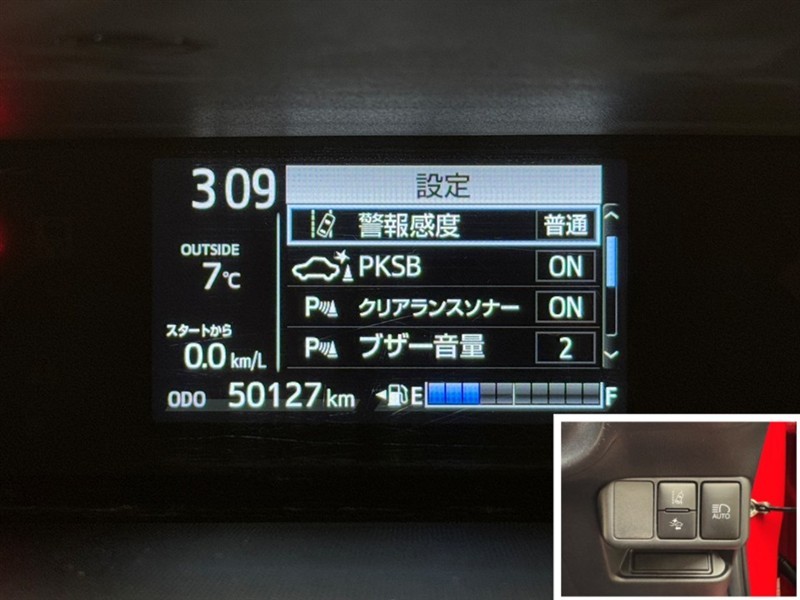 309
設定
警報感度 普通
OUTSIDE
7℃
PKSB ON
P クリアランスソナー ON
スタートから
0.0 km/L
P ブザー音量 2
ODO 50127 km E F
AUTO